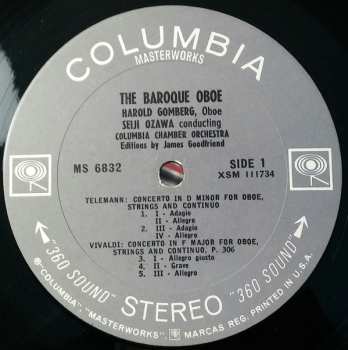 COLUMBIA
MASTERWORKS
THE BAROQUE OBOE
HAROLD GOMBERG, Oboe
SEIJI OZAWA conducting
COLUMBIA CHAMBER ORCHESTRA
Editions by James Goodfriend
MS 6832
SIDE 1
XSM 111734
TELEMANN: CONCERTO IN D MINOR FOR OBOE,
STRINGS AND CONTINUO
1. I - Adagio
II - Allegro
2. III - Adagio
IV - Allegro
VIVALDI: CONCERTO IN F MAJOR FOR OBOE,
STRINGS AND CONTINUO, P. 306
3. I - Allegro giusto
4. II - Grave
5. III - Allegro
"360 SOUND" STEREO "360 SOUND"
® "COLUMBIA", "MASTERWORKS", MARCAS REG. PRINTED IN U.S.A.